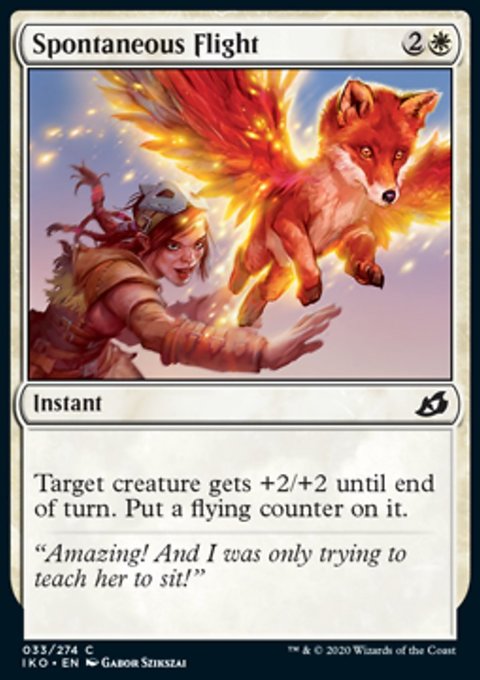 Spontaneous Flight 2
Instant
Target creature gets +2/+2 until end
of turn. Put a flying counter on it.
“Amazing! And I was only trying to
teach her to sit!”
033/274 C
IKO • EN Gabor Szikszai
™ & © 2020 Wizards of the Coast